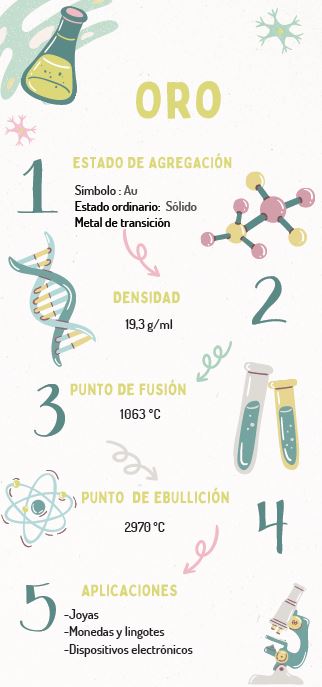 ORO
1
ESTADO DE AGREGACIÓN
Simbolo : Au
Estado ordinario: Sólido
Metal de transición
2
DENSIDAD
19,3 g/ml
3
PUNTO DE FUSIÓN
1063 °C
4
PUNTO DE EBULLICIÓN
2970 °C
5
APLICACIONES
-Joyas
-Monedas y lingotes
-Dispositivos electrónicos